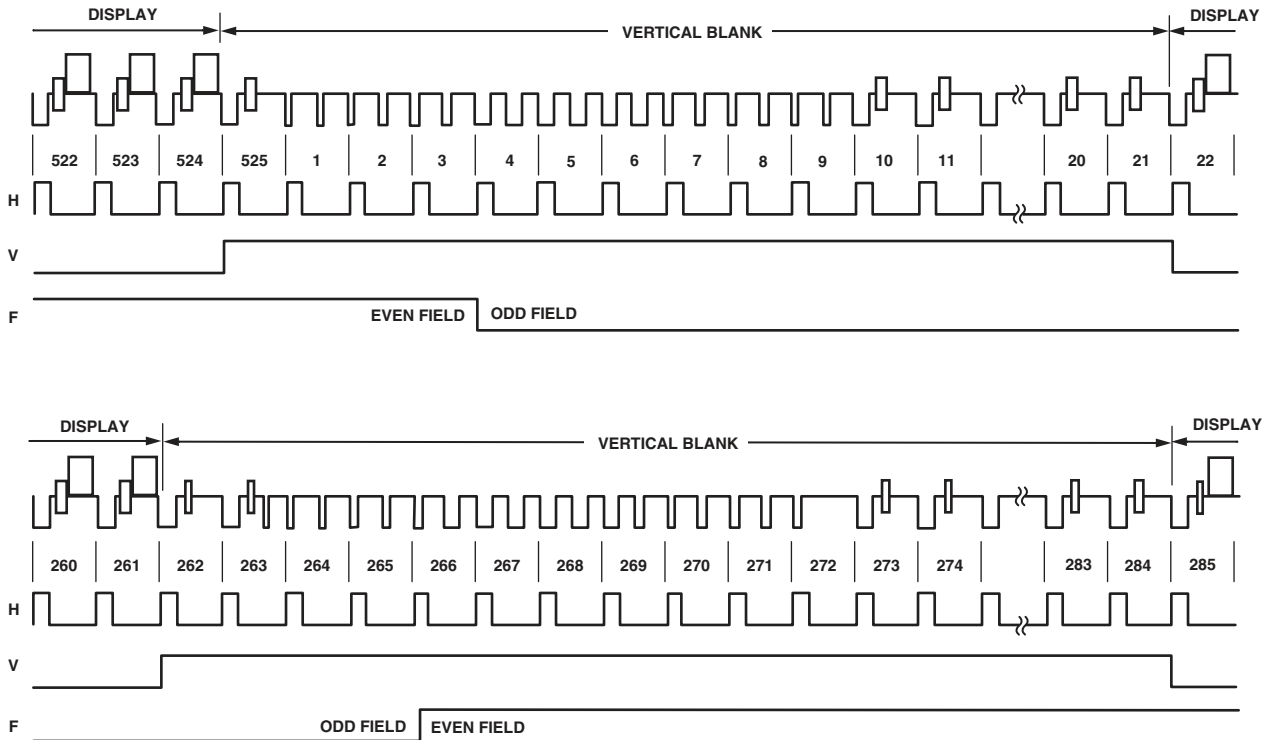 DISPLAY VERTICAL BLANK DISPLAY
522 523 524 525 1 2 3 4 5 6 7 8 9 10 11 20 21 22
H
V
F EVEN FIELD ODD FIELD
DISPLAY VERTICAL BLANK DISPLAY
260 261 262 263 264 265 266 267 268 269 270 271 272 273 274 283 284 285
H
V
F ODD FIELD EVEN FIELD